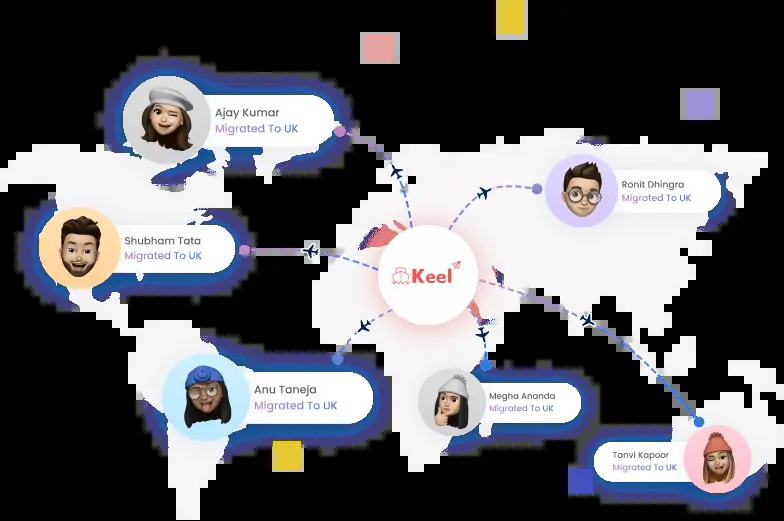 Ajay Kumar
Migrated To UK
Ronit Dhingra
Migrated To UK
Shubham Tata
Migrated To UK
Keel
Anu Taneja
Migrated To UK
Megha Ananda
Migrated To UK
Tanvi Kapoor
Migrated To UK